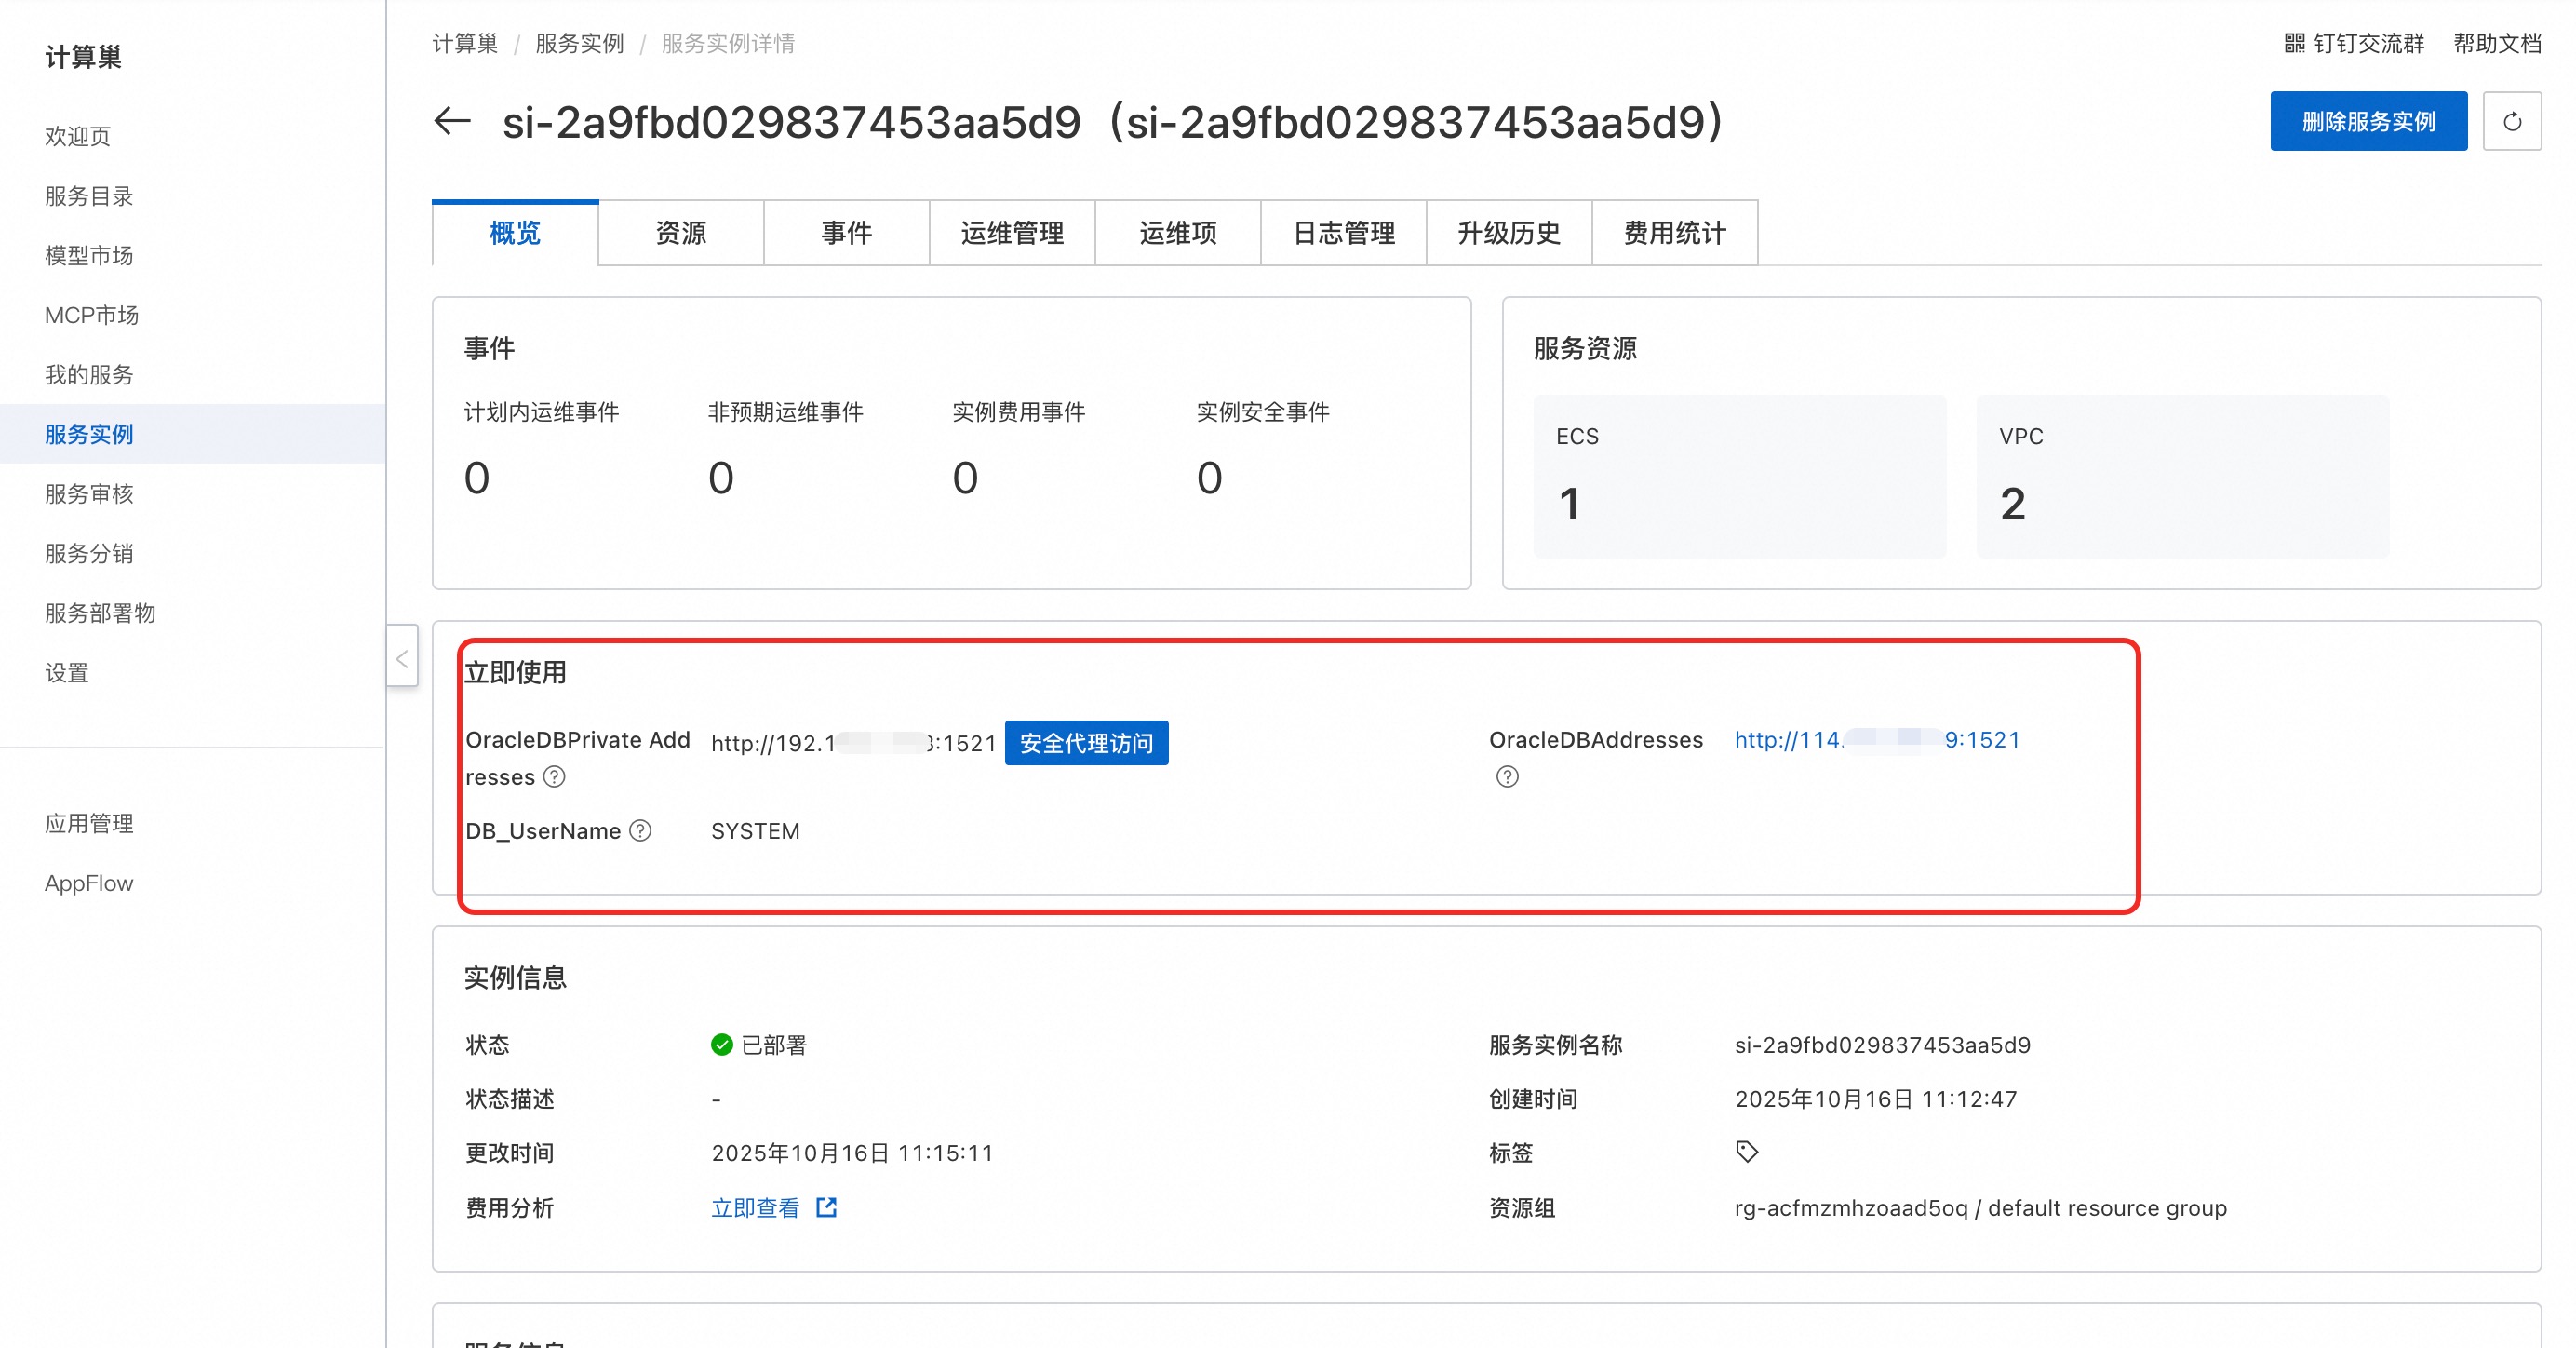 计算巢
欢迎页
服务目录
模型市场
MCP市场
我的服务
服务实例
服务审核
服务分销
服务部署物
设置
应用管理
AppFlow
计算巢 / 服务实例 / 服务实例详情
钉钉交流群 帮助文档
si-2a9fbd029837453aa5d9（si-2a9fbd029837453aa5d9）
删除服务实例
概览 资源 事件 运维管理 运维项 日志管理 升级历史 费用统计
事件
计划内运维事件 非预期运维事件 实例费用事件 实例安全事件
0 0 0 0
服务资源
ECS VPC
1 2
立即使用
OracleDBPrivate Add
resses
http://192.1 :1521 安全代理访问
OracleDBAddresses http://114. 9:1521
DB_UserName SYSTEM
实例信息
状态 已部署 服务实例名称 si-2a9fbd029837453aa5d9
状态描述 - 创建时间 2025年10月16日 11:12:47
更改时间 2025年10月16日 11:15:11 标签
费用分析 立即查看 资源组 rg-acfmzmhzoaad5oq / default resource group